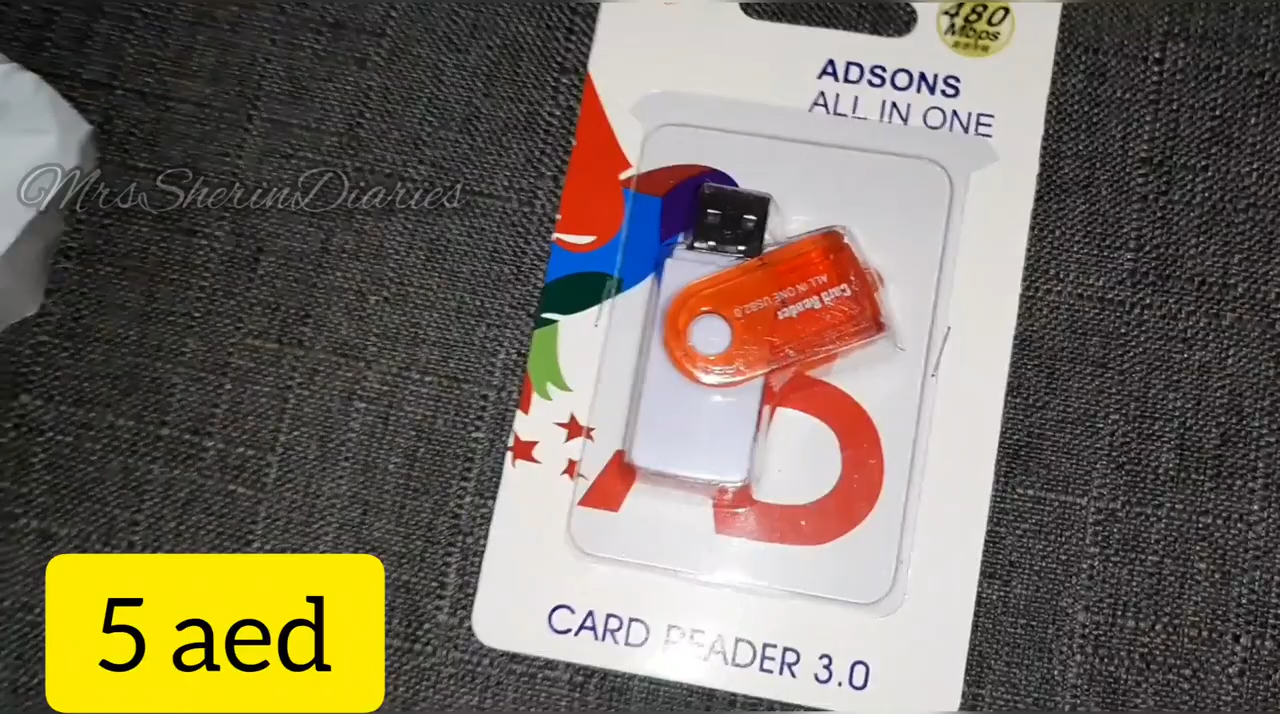 480
Mbps
ADSONS
ALL IN ONE
MrsSherinDiaries
Card Reader
ALL IN ONE USB2.0
CARD READER 3.0
5 aed